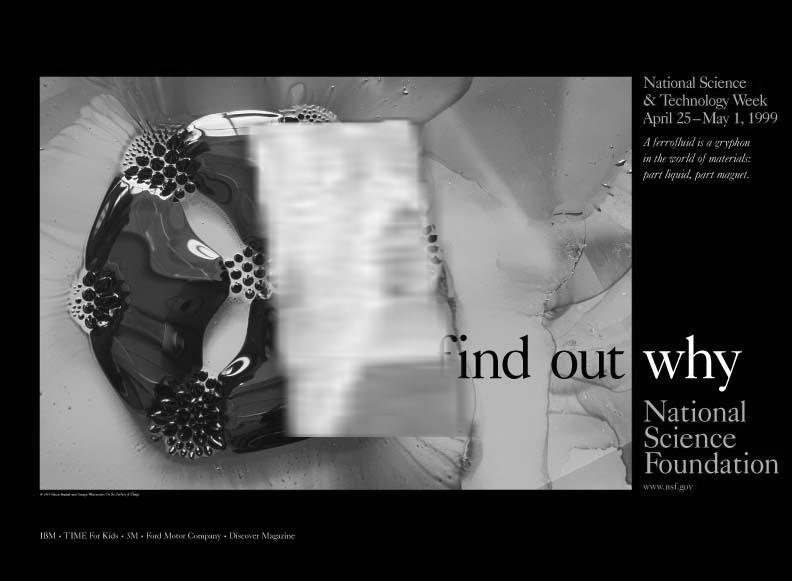 National Science
& Technology Week
April 25–May 1, 1999
A ferrofluid is a gryphon
in the world of materials:
part liquid, part magnet.
find out why
National
Science
Foundation
www.nsf.gov
IBM • TIME For Kids • 3M • Ford Motor Company • Discover Magazine